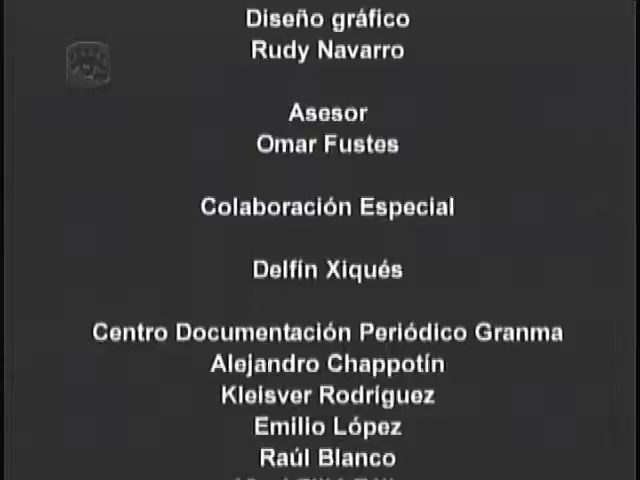 Diseño gráfico
Rudy Navarro
Asesor
Omar Fustes
Colaboración Especial
Delfín Xiqués
Centro Documentación Periódico Granma
Alejandro Chappotín
Kleisver Rodríguez
Emilio López
Raúl Blanco